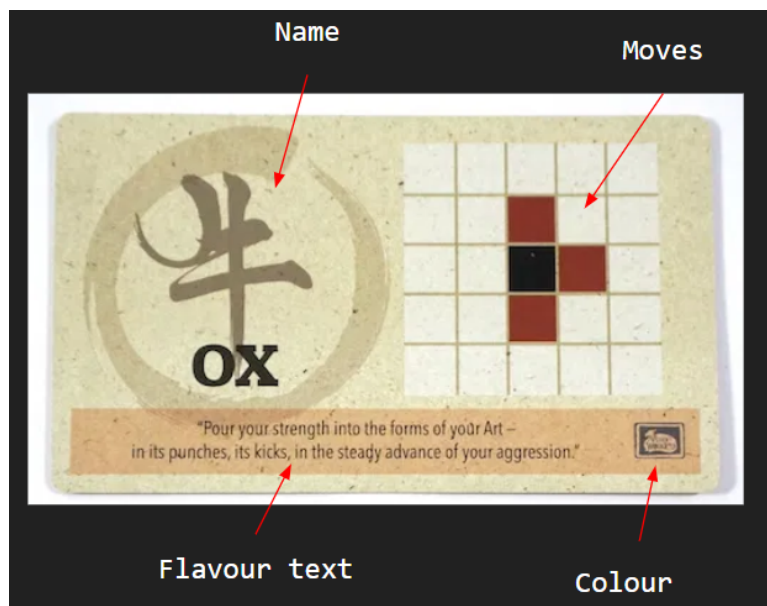 Name
Moves
牛
OX
"Pour your strength into the forms of your Art –
in its punches, its kicks, in the steady advance of your aggression."
Flavour text
Colour